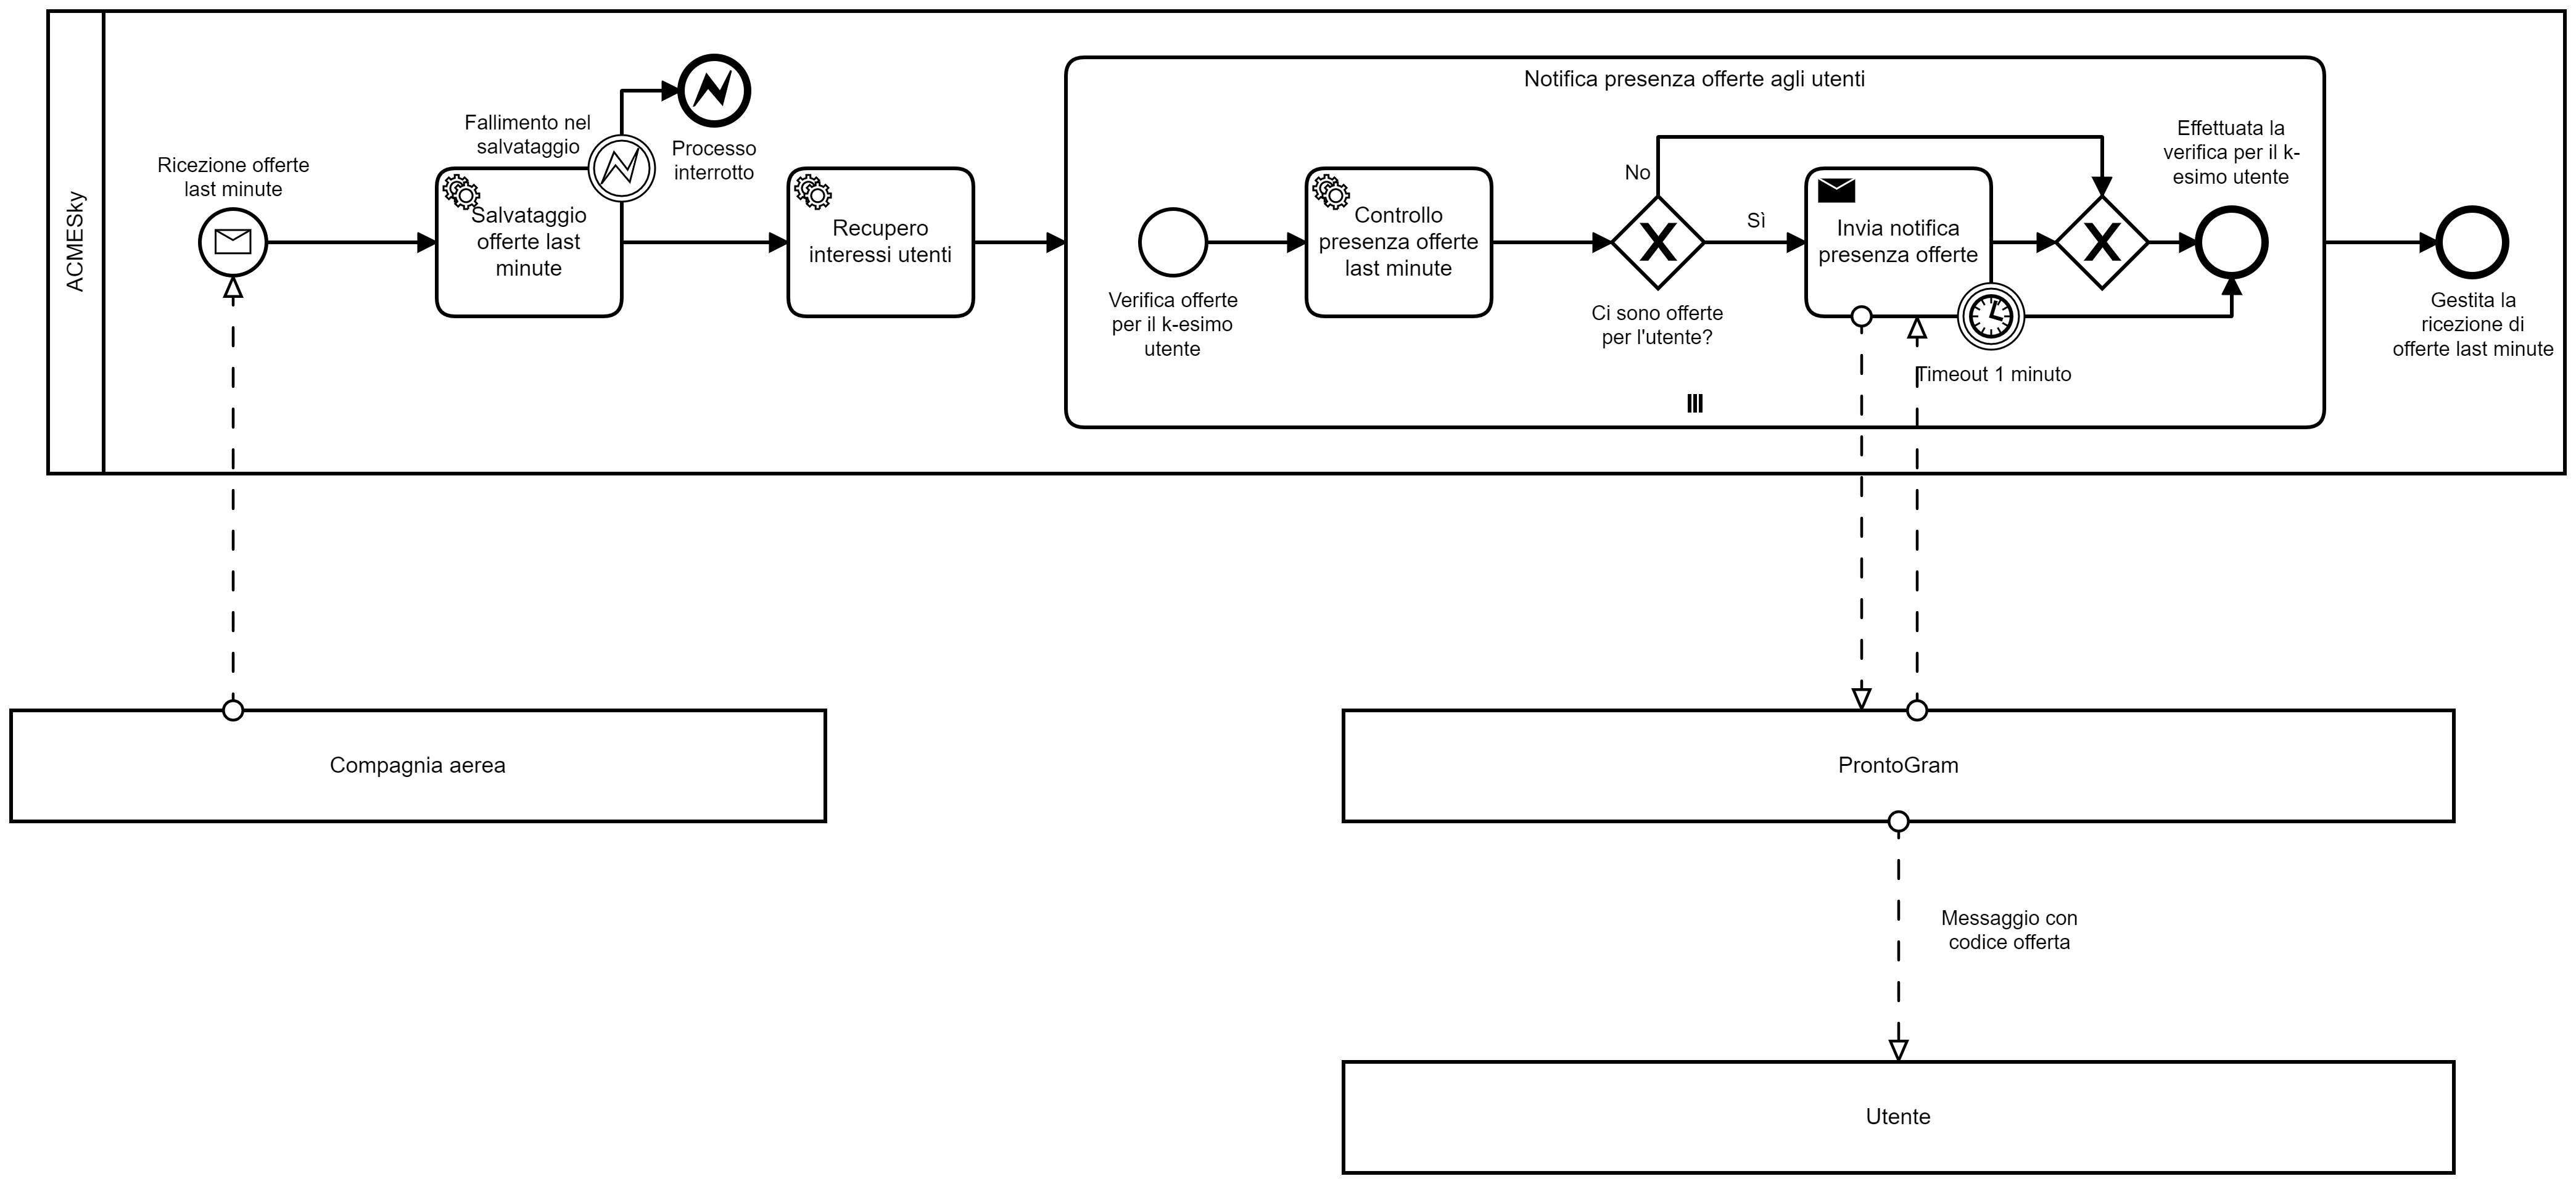 ACMESky
Ricezione offerte
last minute
Fallimento nel
salvataggio
Processo
interrotto
Salvataggio
offerte last
minute
Recupero
interessi utenti
Notifica presenza offerte agli utenti
Verifica offerte
per il k-esimo
utente
Controllo
presenza offerte
last minute
No
Sì
Ci sono offerte
per l'utente?
Invia notifica
presenza offerte
Timeout 1 minuto
Effettuata la
verifica per il k-
esimo utente
Gestita la
ricezione di
offerte last minute
Compagnia aerea
ProntoGram
Messaggio con
codice offerta
Utente